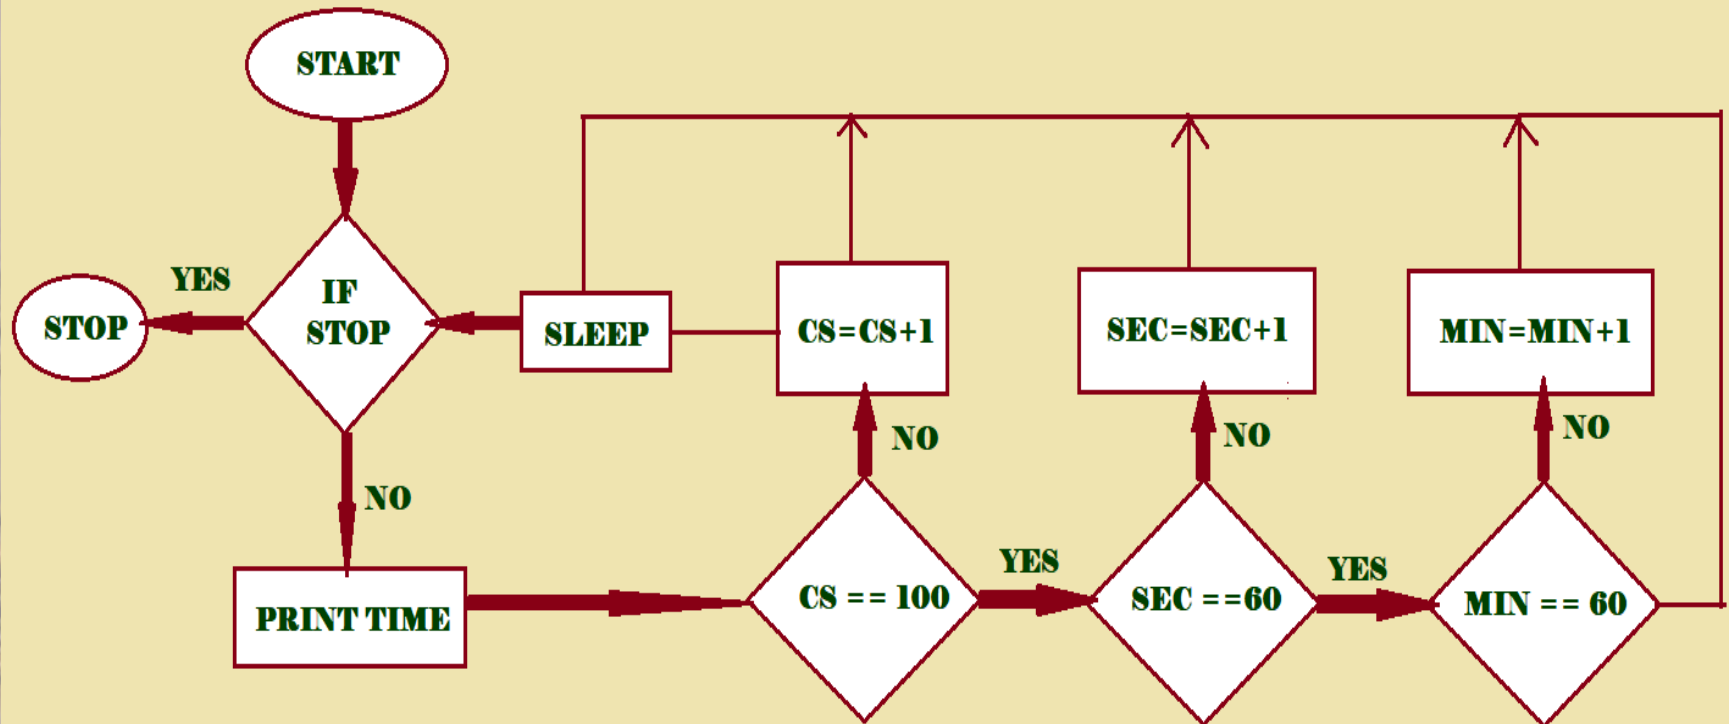 START
YES
IF
STOP
STOP
SLEEP
CS=CS+1
SEC=SEC+1
MIN=MIN+1
NO
NO
NO
NO
PRINT TIME
CS == 100
YES
SEC ==60
YES
MIN == 60